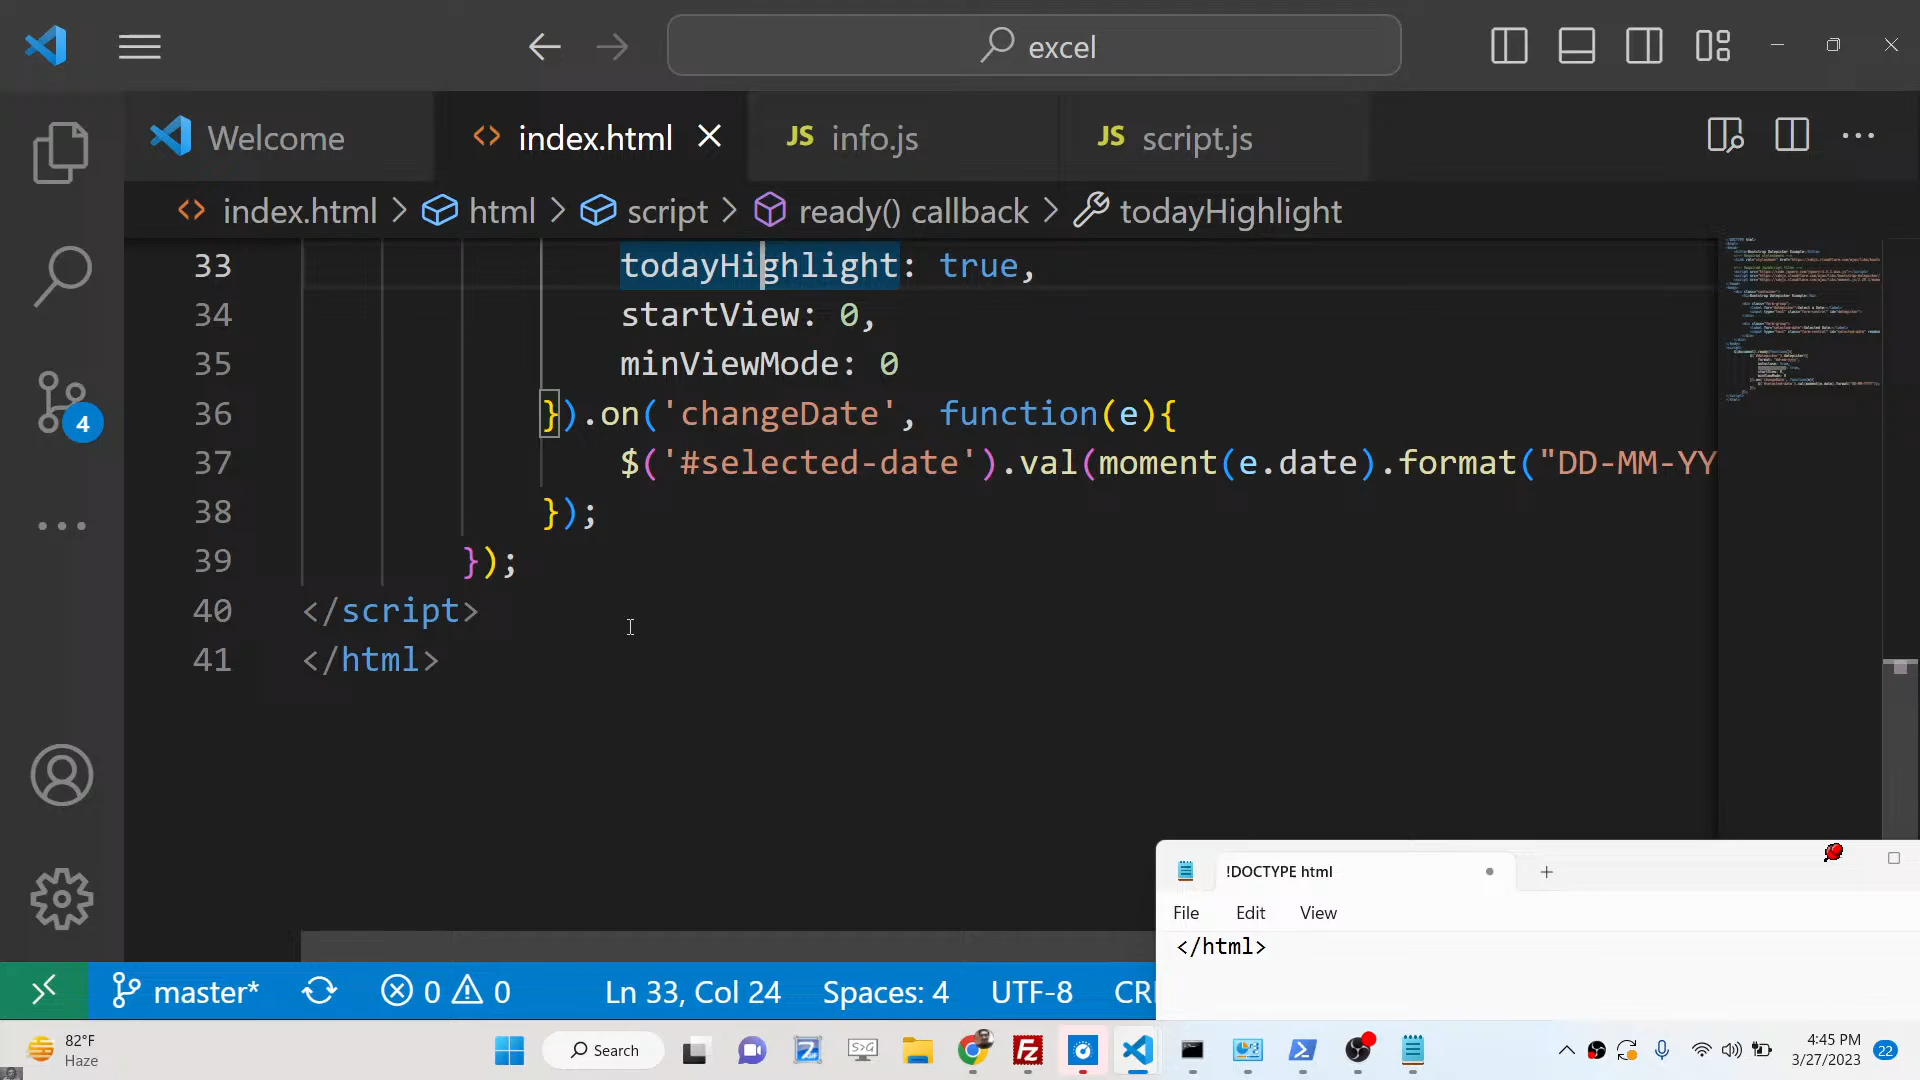 excel
Welcome
index.html
JS info.js
JS script.js
index.html > html > script > ready() callback > todayHighlight
33 todayHighlight: true,
34 startView: 0,
35 minViewMode: 0
36 }).on('changeDate', function(e){
37 $('#selected-date').val(moment(e.date).format("DD-MM-YY
38 });
39 });
40 </script>
41 </html>
4
!DOCTYPE html
File Edit View
</html>
master* 0 0 Ln 33, Col 24 Spaces: 4 UTF-8
82°F
Haze
Search
4:45 PM
3/27/2023
22